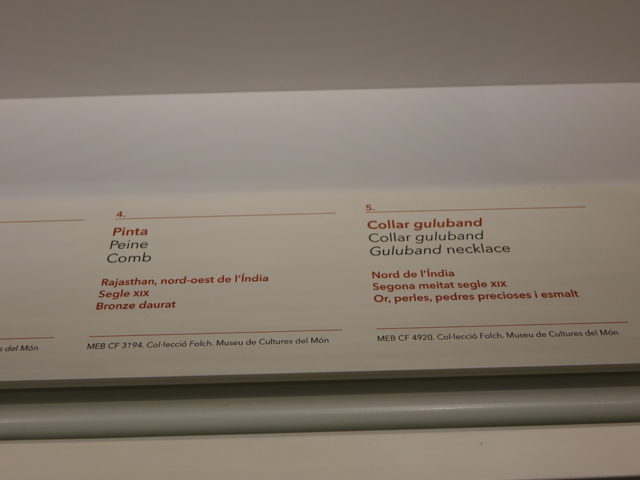 4.
Pinta
Peine
Comb
Rajasthan, nord-oest de l'Índia
Segle XIX
Bronze daurat
MEB CF 3194. Col·lecció Folch. Museu de Cultures del Món
5.
Collar guluband
Collar guluband
Guluband necklace
Nord de l'Índia
Segona meitat segle XIX
Or, perles, pedres precioses i esmalt
MEB CF 4920. Col·lecció Folch. Museu de Cultures del Món
del Món